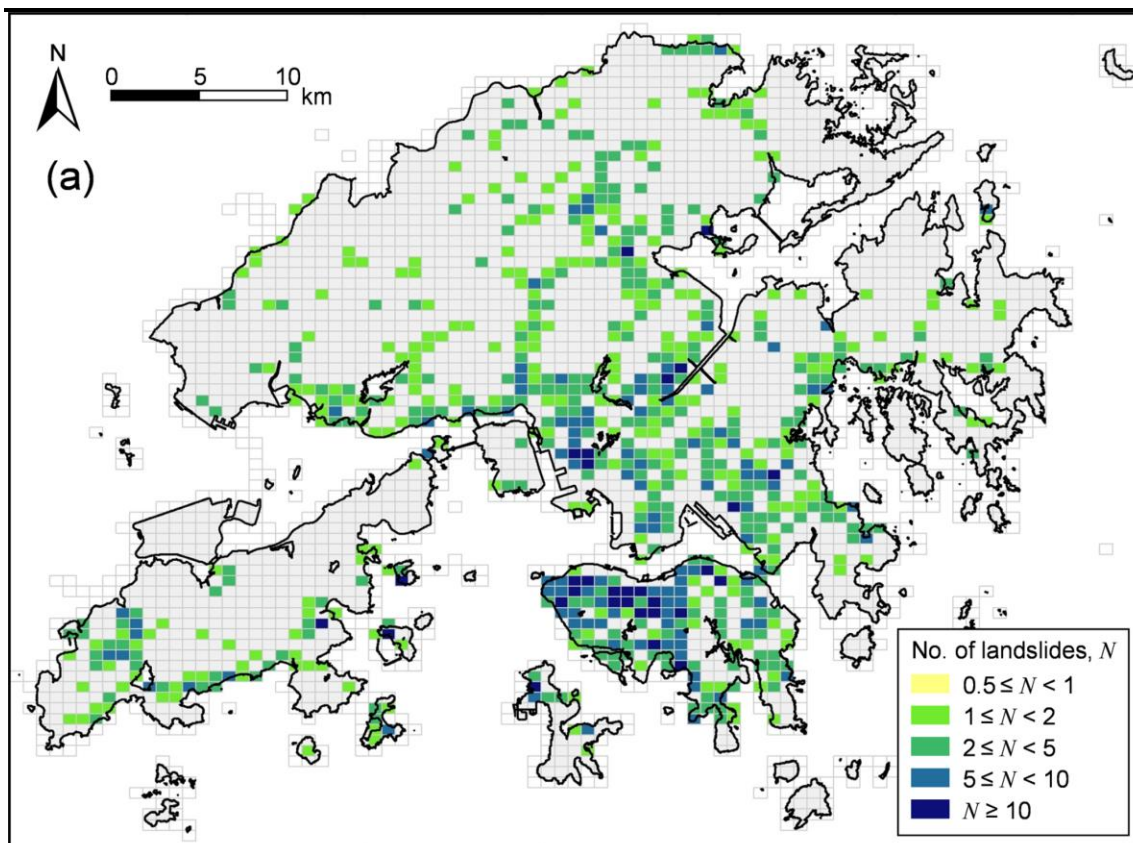 N
0 5 10
km
(a)
No. of landslides, N
0.5 ≤ N < 1
1 ≤ N < 2
2 ≤ N < 5
5 ≤ N < 10
N ≥ 10